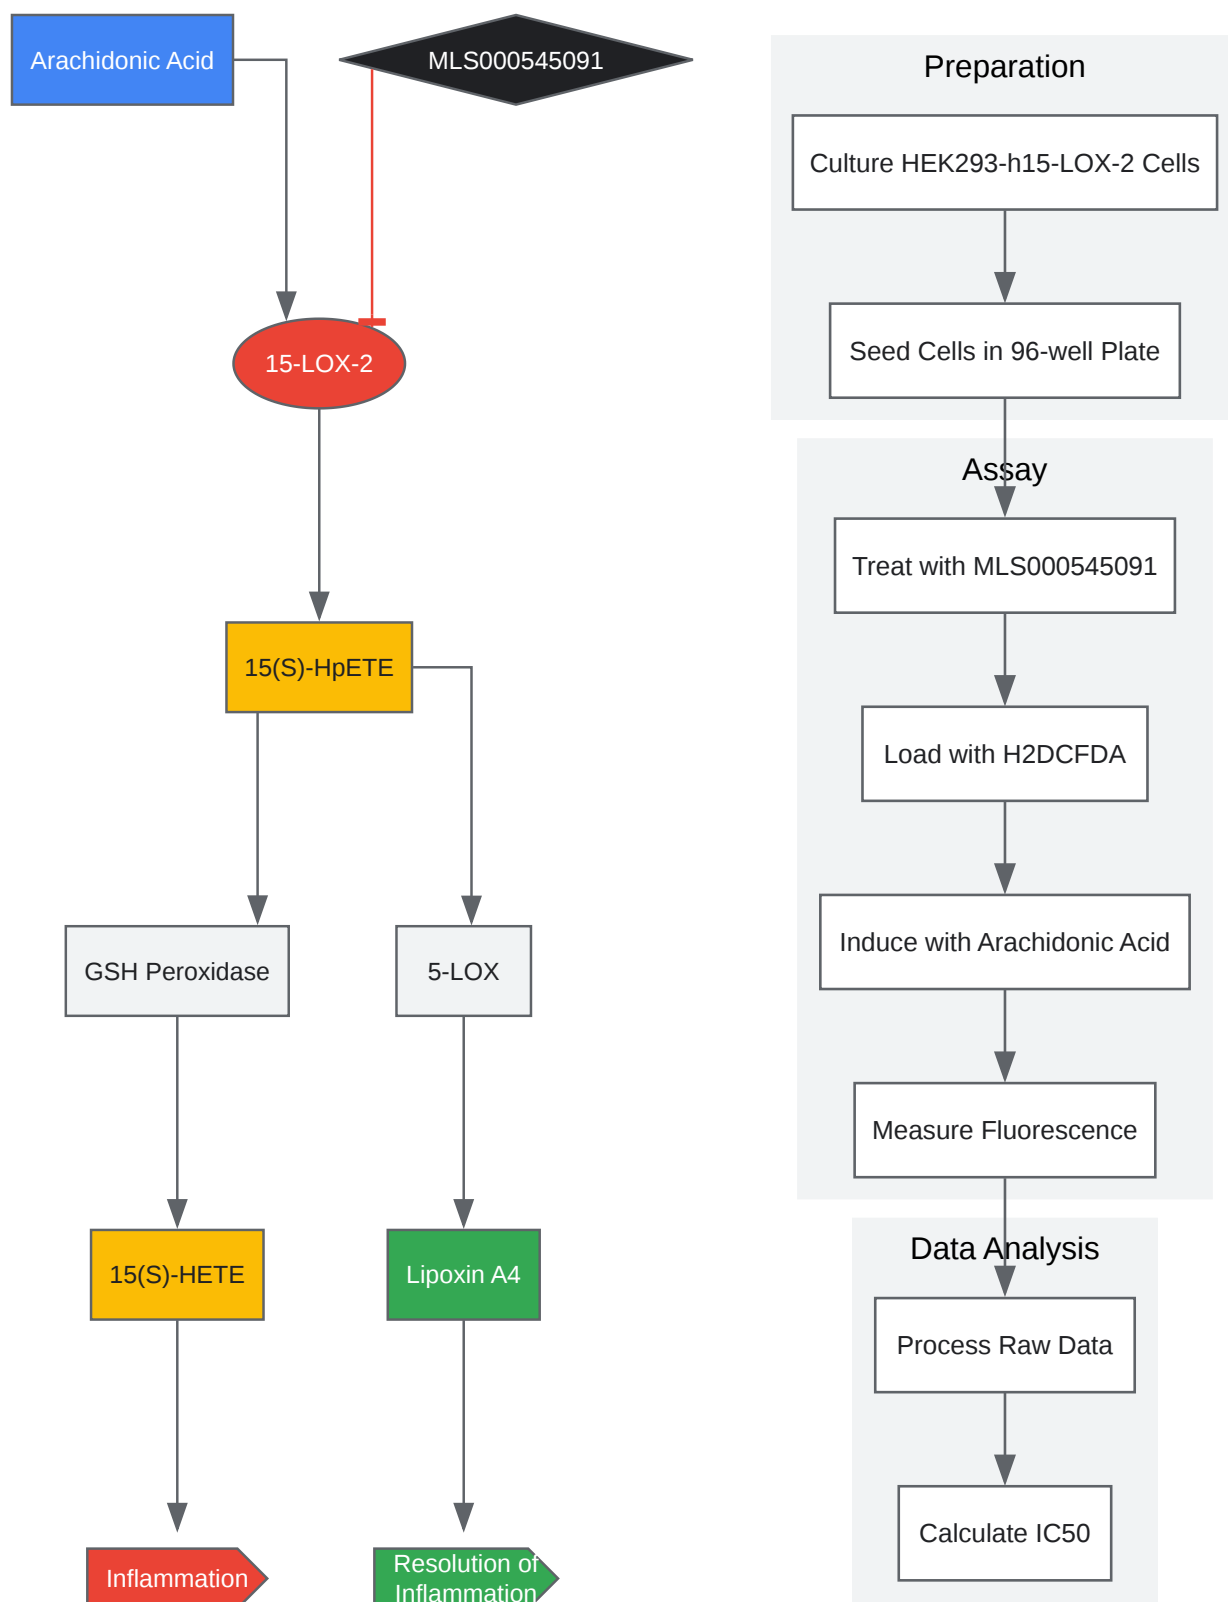 Arachidonic Acid
MLS000545091
15-LOX-2
15(S)-HpETE
GSH Peroxidase
5-LOX
15(S)-HETE
Lipoxin A4
Inflammation
Resolution of
Inflammation
Preparation
Culture HEK293-h15-LOX-2 Cells
Seed Cells in 96-well Plate
Assay
Treat with MLS000545091
Load with H2DCFDA
Induce with Arachidonic Acid
Measure Fluorescence
Data Analysis
Process Raw Data
Calculate IC50